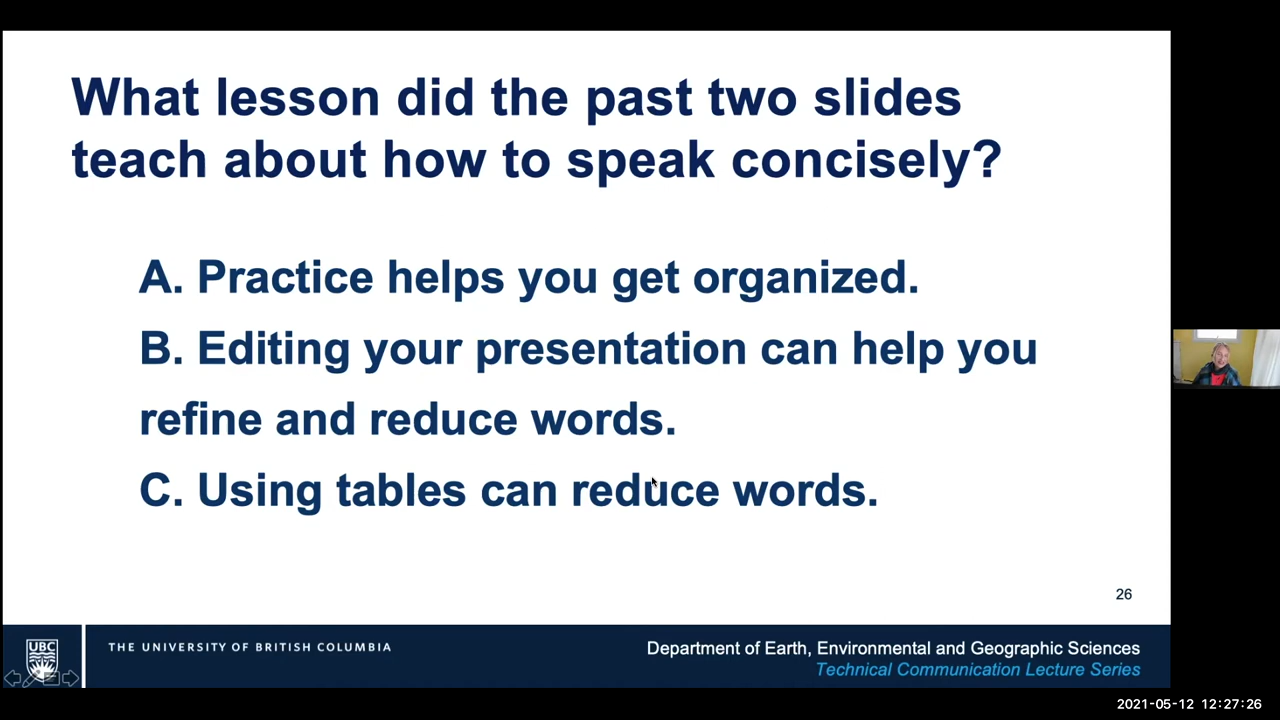 What lesson did the past two slides
teach about how to speak concisely?
A. Practice helps you get organized.
B. Editing your presentation can help you
refine and reduce words.
C. Using tables can reduce words.
26
UBC
THE UNIVERSITY OF BRITISH COLUMBIA
Department of Earth, Environmental and Geographic Sciences
Technical Communication Lecture Series
2021-05-12 12:27:26